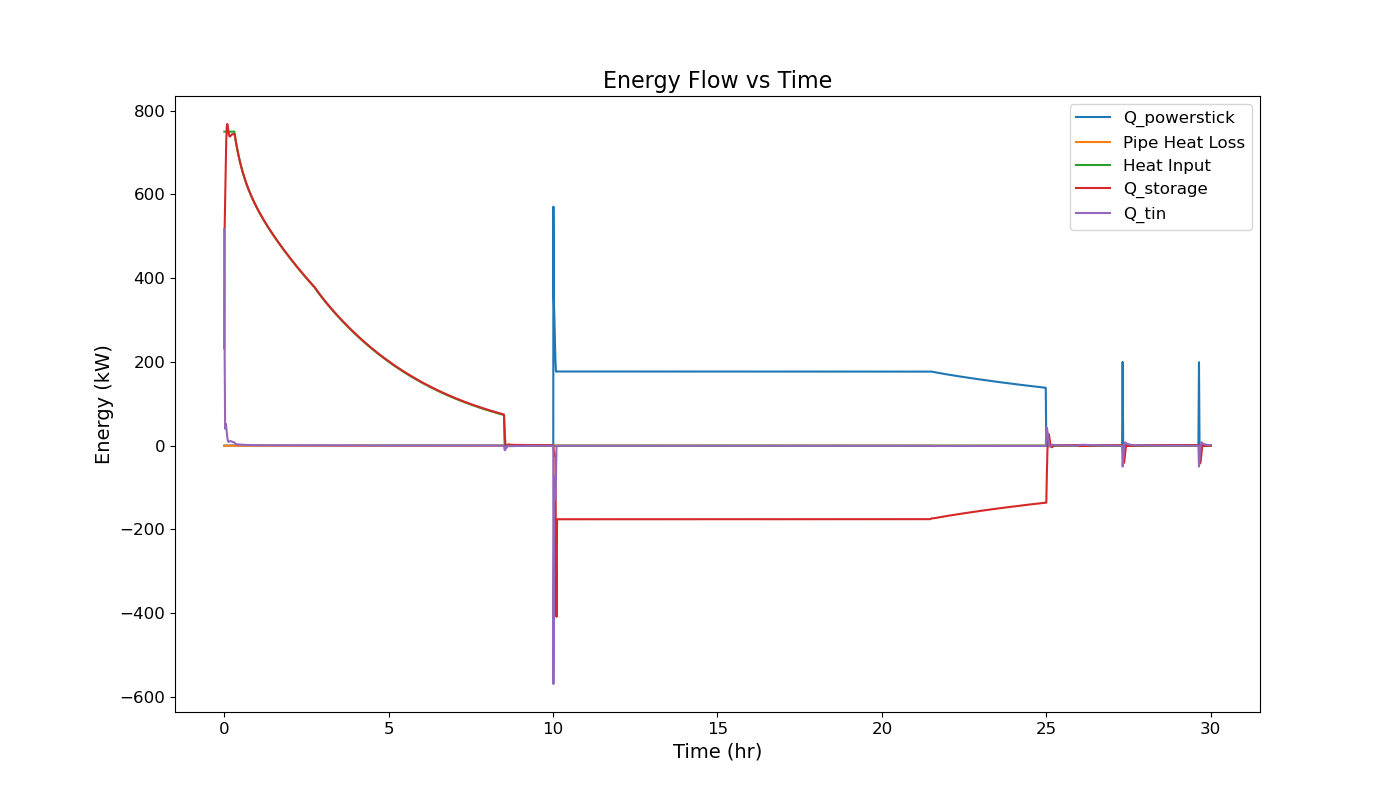 Energy Flow vs Time
800
600
400
200
0
−200
−400
−600
Energy (kW)
Q_powerstick
Pipe Heat Loss
Heat Input
Q_storage
Q_tin
0 5 10 15 20 25 30
Time (hr)